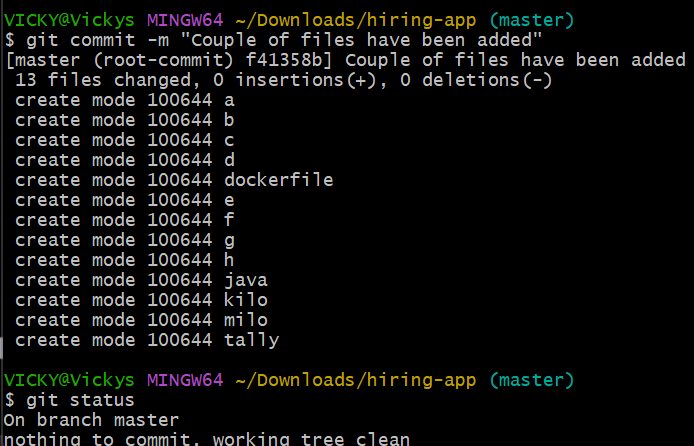 VICKY@Vickys MINGW64 ~/Downloads/hiring-app (master)
$ git commit -m "Couple of files have been added"
[master (root-commit) f41358b] Couple of files have been added
 13 files changed, 0 insertions(+), 0 deletions(-)
 create mode 100644 a
 create mode 100644 b
 create mode 100644 c
 create mode 100644 d
 create mode 100644 dockerfile
 create mode 100644 e
 create mode 100644 f
 create mode 100644 g
 create mode 100644 h
 create mode 100644 java
 create mode 100644 kilo
 create mode 100644 milo
 create mode 100644 tally
VICKY@Vickys MINGW64 ~/Downloads/hiring-app (master)
$ git status
On branch master
nothing to commit, working tree clean